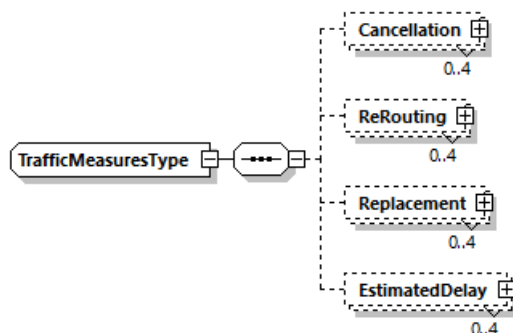 Cancellation
0..4
ReRouting
0..4
TrafficMeasuresType
Replacement
0..4
EstimatedDelay
0..4